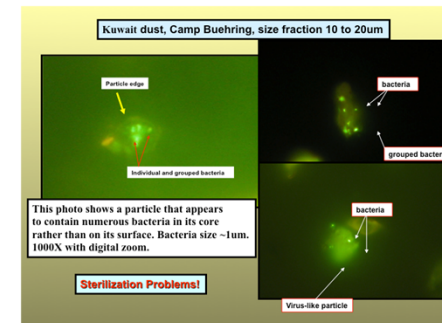 Kuwait dust, Camp Buehring, size fraction 10 to 20um
Particle edge
Individual and grouped bacteria
This photo shows a particle that appears
to contain numerous bacteria in its core
rather than on its surface. Bacteria size ~1um.
1000X with digital zoom.
Sterilization Problems!
bacteria
grouped bacter
bacteria
Virus-like particle